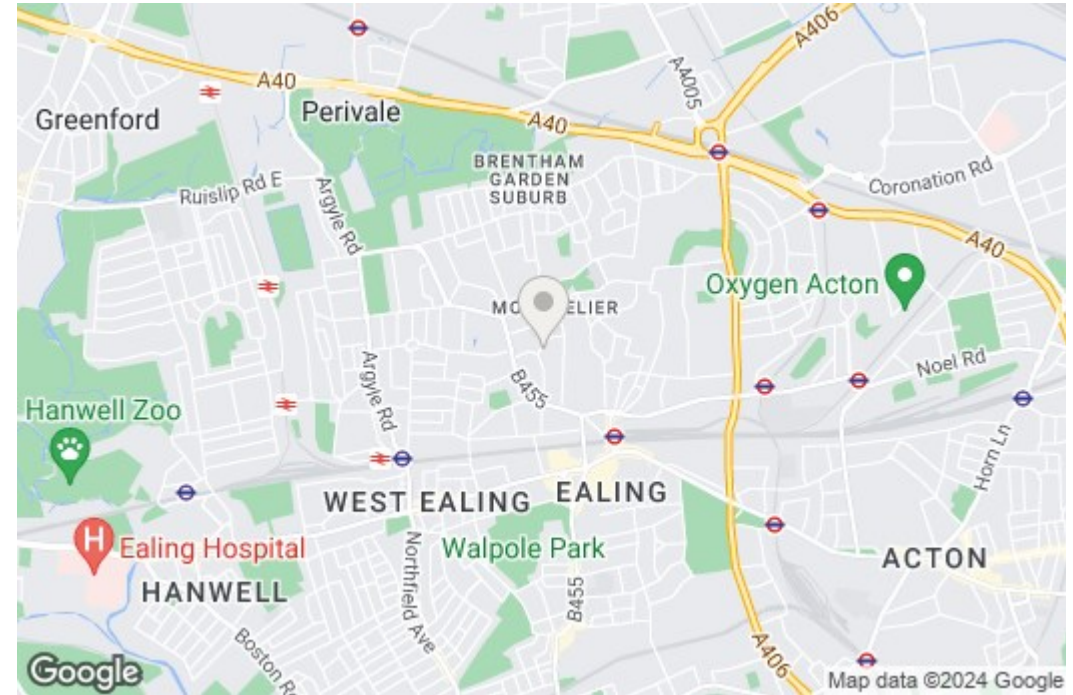 A406
A40
A4005
Greenford
Perivale
A40
BRENTHAM
GARDEN
SUBURB
Coronation Rd
Ruislip Rd E
Argyle Rd
A40
Oxygen Acton
Argyle Rd
B455
Noel Rd
Hanwell Zoo
Horn Ln
WEST EALING
EALING
H
Ealing Hospital
Walpole Park
ACTON
HANWELL
Northfield Ave
B455
Boston
A406
Google
Map data ©2024 Google